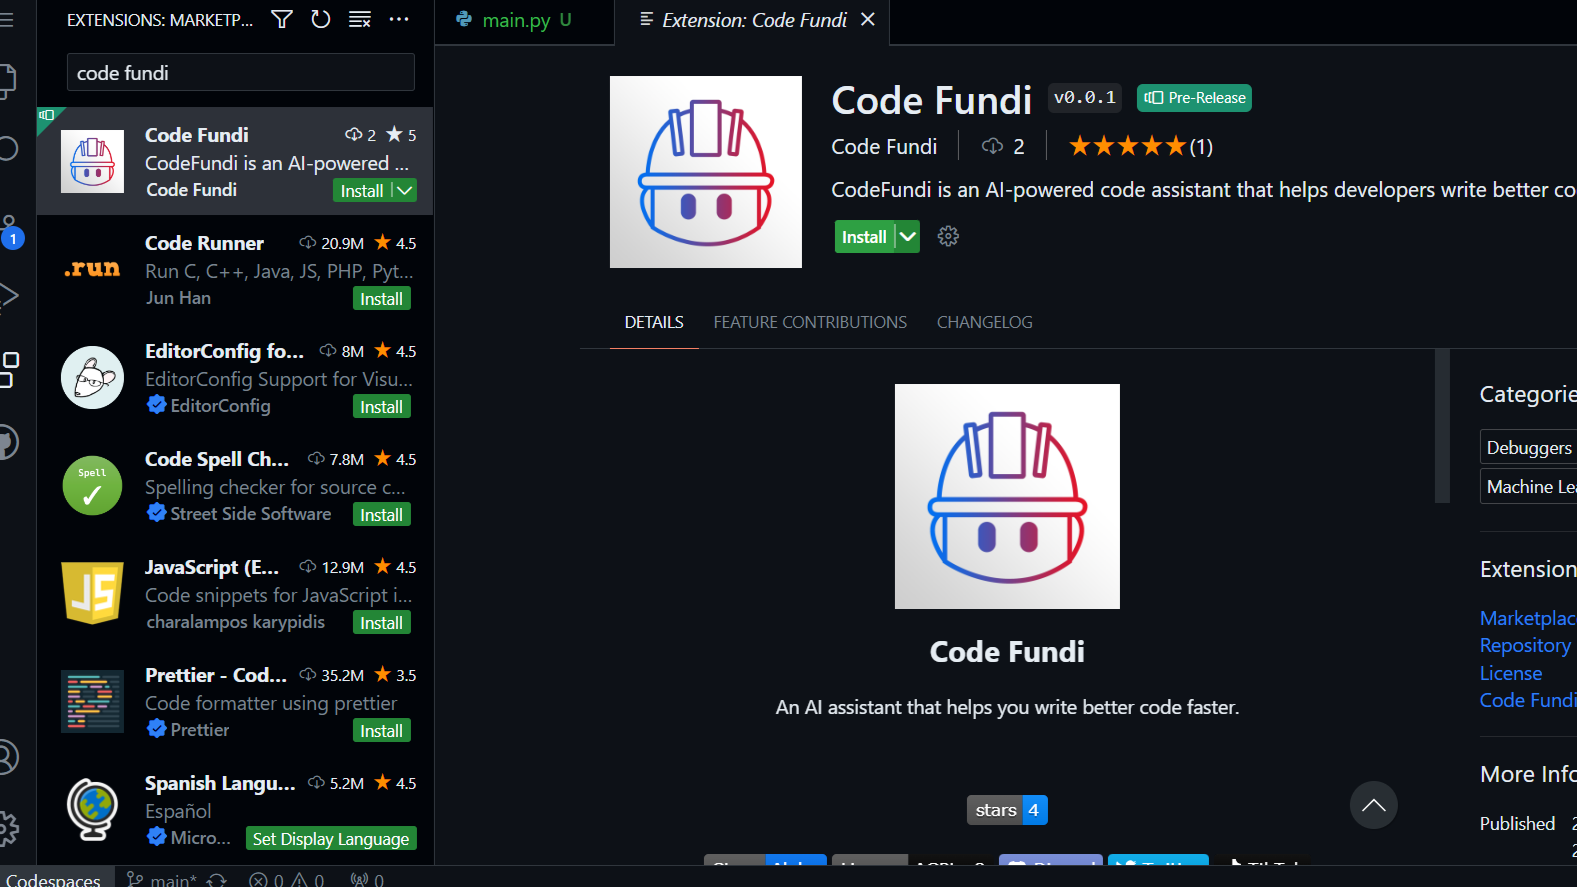 EXTENSIONS: MARKETP...
code fundi
Code Fundi 2 5
CodeFundi is an AI-powered ...
Code Fundi Install
Code Runner 20.9M 4.5
Run C, C++, Java, JS, PHP, Pyt...
Jun Han Install
.run
EditorConfig fo... 8M 4.5
EditorConfig Support for Visu...
EditorConfig Install
Code Spell Ch... 7.8M 4.5
Spelling checker for source c...
Street Side Software Install
Spell
JavaScript (E... 12.9M 4.5
Code snippets for JavaScript i...
charalampos karypidis Install
JS
Prettier - Cod... 35.2M 3.5
Code formatter using prettier
Prettier Install
Spanish Langu... 5.2M 4.5
Español
Micro... Set Display Language
1
main.py U
Extension: Code Fundi
Code Fundi v0.0.1 Pre-Release
Code Fundi 2 (1)
CodeFundi is an AI-powered code assistant that helps developers write better co
Install
DETAILS FEATURE CONTRIBUTIONS CHANGELOG
Code Fundi
An AI assistant that helps you write better code faster.
stars 4
Categorie
Debuggers
Machine Lea
Extension
Marketplac
Repository
License
Code Fundi
More Info
Published 2
Codespaces main* 0 0 0